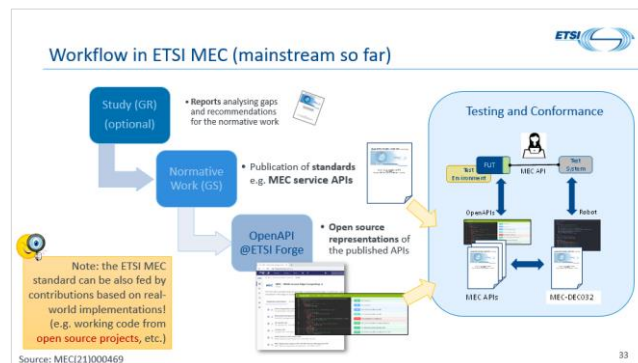 ETSI
Workflow in ETSI MEC (mainstream so far)
Study (GR)
(optional)
• Reports analysing gaps
and recommendations
for the normative work
Normative
Work (GS)
• Publication of standards
e.g. MEC service APIs
OpenAPI
@ETSI Forge
• Open source
representations of
the published APIs
Note: the ETSI MEC
standard can be also fed by
contributions based on real-
world implementations!
(e.g. working code from
open source projects, etc.)
Testing and Conformance
FUT
Test
Environment
MEC API
Test
System
OpenAPIs
Robot
MEC APIs
MEC-DEC032
Source: MEC(21)000469
33